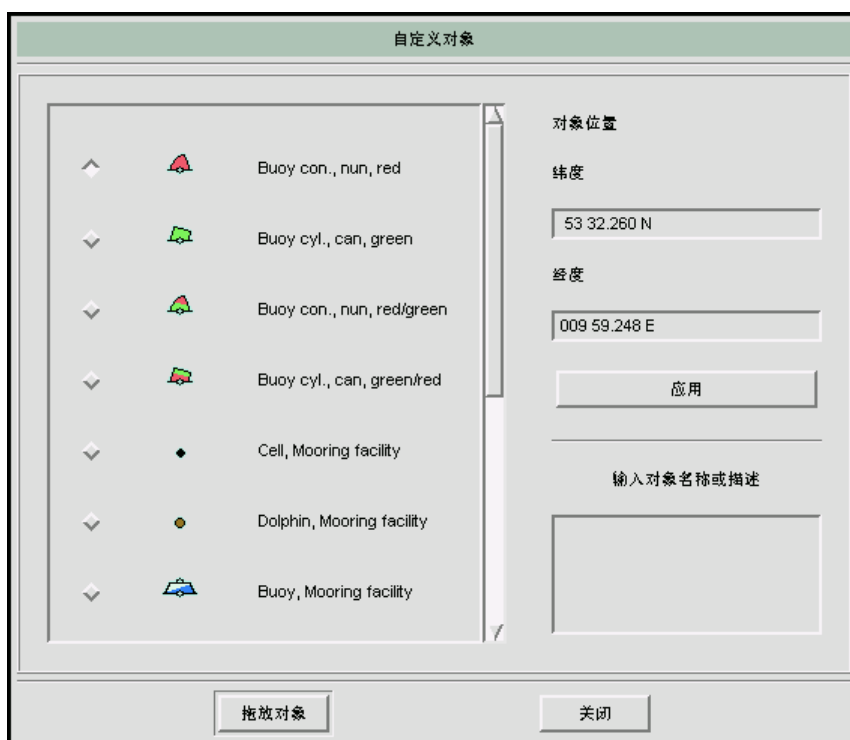 自定义对象
Buoy con., nun, red
Buoy cyl., can, green
Buoy con., nun, red/green
Buoy cyl., can, green/red
Cell, Mooring facility
Dolphin, Mooring facility
Buoy, Mooring facility
对象位置
纬度
53 32.260 N
经度
009 59.248 E
应用
输入对象名称或描述
拖放对象
关闭